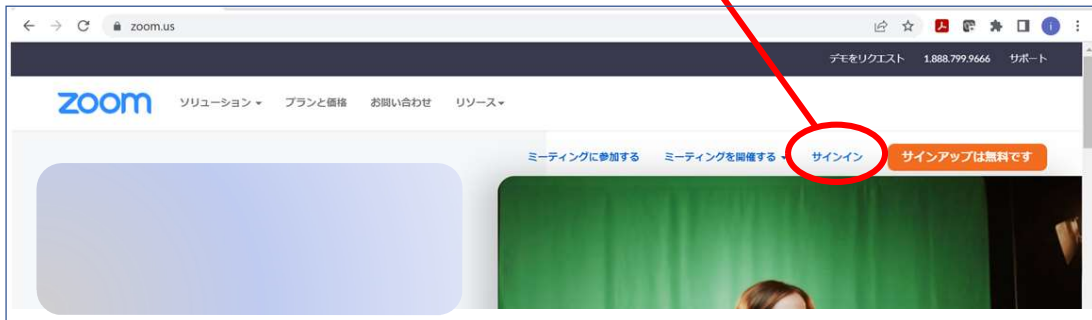 zoom.us
デモをリクエスト 1.888.799.9666 サポート
zoom ソリューション プランと価格 お問い合わせ リソース
ミーティングに参加する ミーティングを開催する サインイン サインアップは無料です